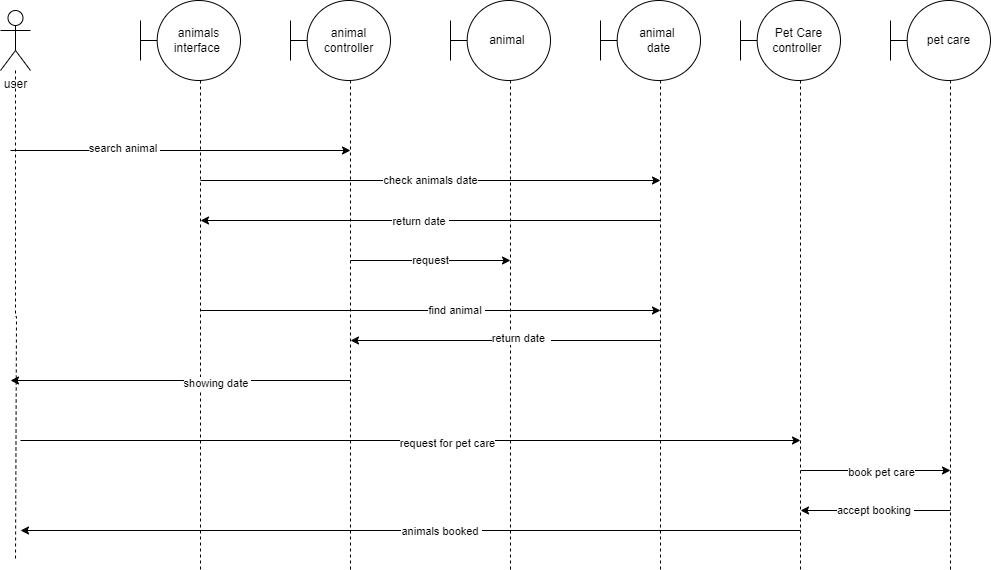 animals
interface
animal
controller
animal
animal
date
Pet Care
controller
pet care
user
search animal
check animals date
return date
request
find animal
return date
showing date
request for pet care
book pet care
accept booking
animals booked